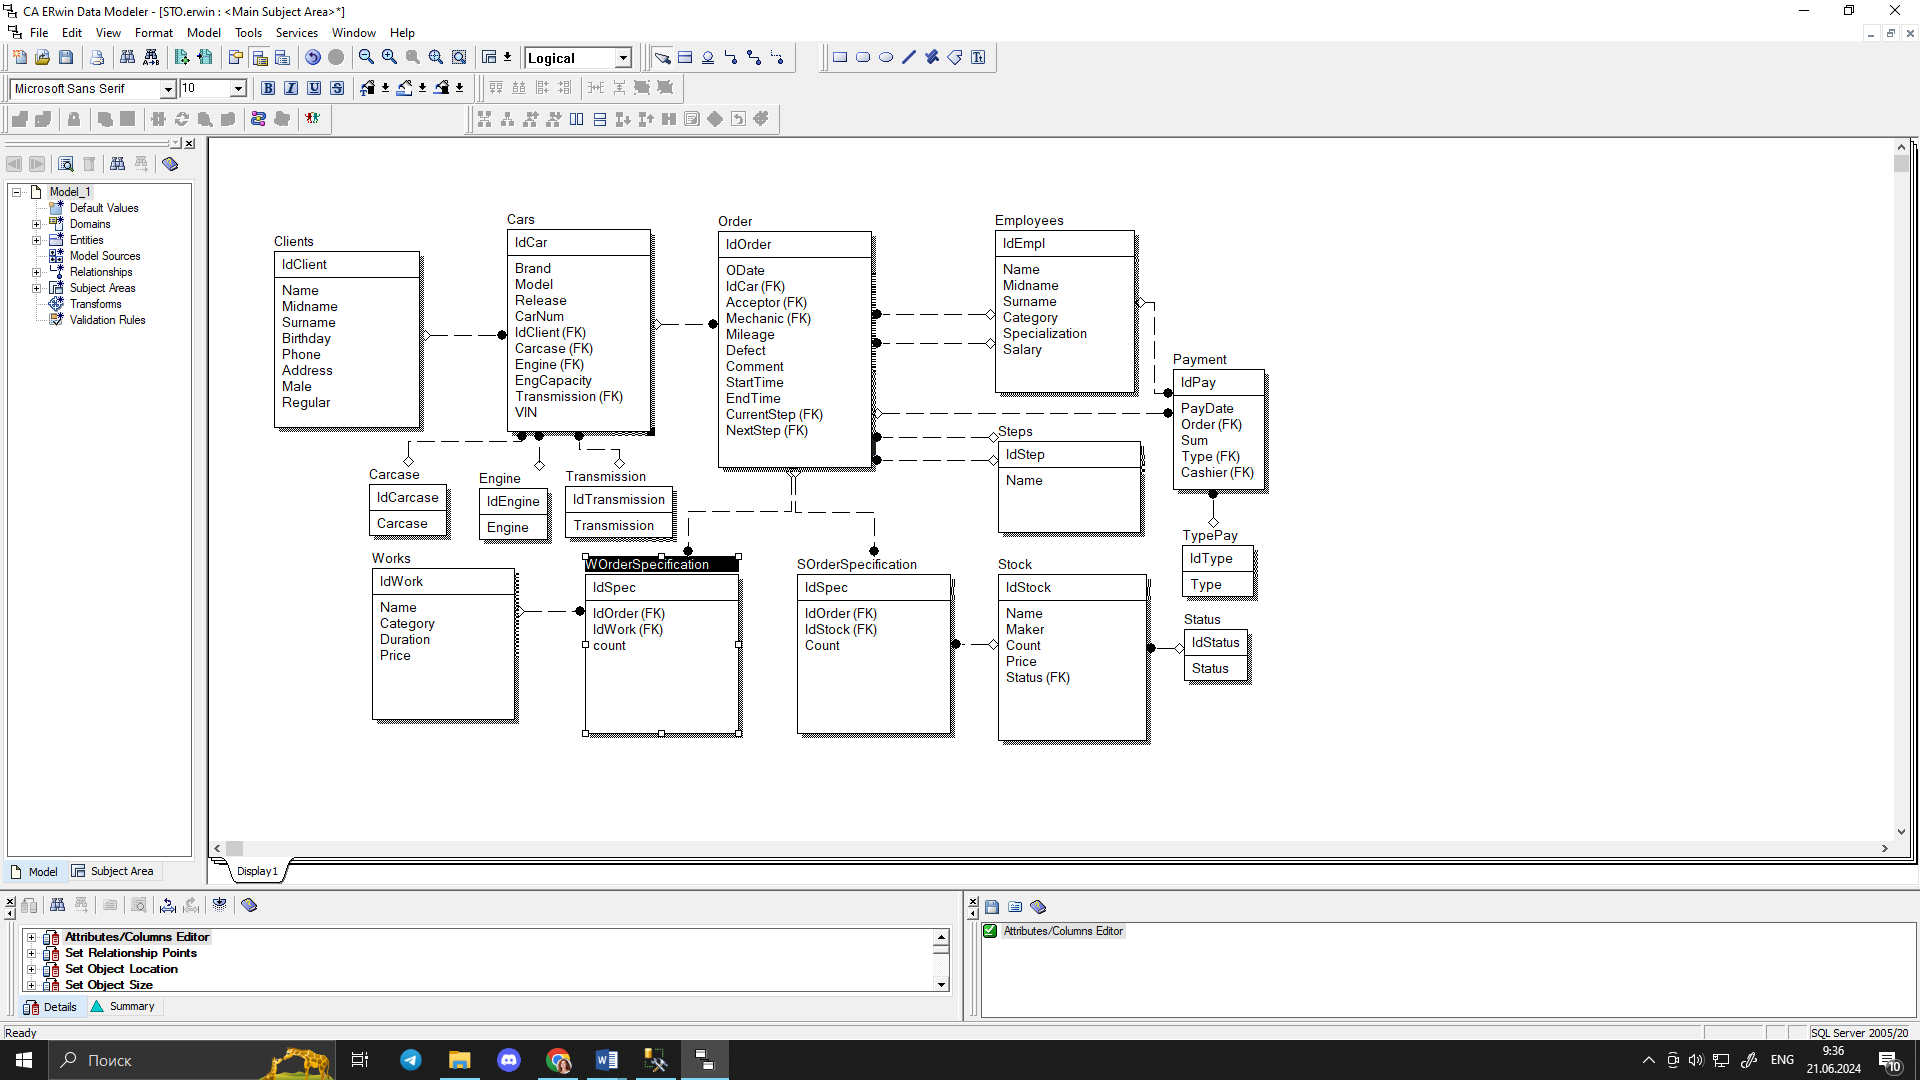 CA ERwin Data Modeler - [STO.erwin : <Main Subject Area>*]
File Edit View Format Model Tools Services Window Help
Logical
Microsoft Sans Serif 10
Model_1
Default Values
Domains
Entities
Model Sources
Relationships
Subject Areas
Transforms
Validation Rules
Model Subject Area
Clients
IdClient
Name
Midname
Surname
Birthday
Phone
Address
Male
Regular
Cars
IdCar
Brand
Model
Release
CarNum
IdClient (FK)
Carcase (FK)
Engine (FK)
EngCapacity
Transmission (FK)
VIN
Order
IdOrder
ODate
IdCar (FK)
Acceptor (FK)
Mechanic (FK)
Mileage
Defect
Comment
StartTime
EndTime
CurrentStep (FK)
NextStep (FK)
Employees
IdEmpl
Name
Midname
Surname
Category
Specialization
Salary
Payment
IdPay
PayDate
Order (FK)
Sum
Type (FK)
Cashier (FK)
Carcase
IdCarcase
Carcase
Engine
IdEngine
Engine
Transmission
IdTransmission
Transmission
Steps
IdStep
Name
TypePay
IdType
Type
Works
IdWork
Name
Category
Duration
Price
WOrderSpecification
IdSpec
IdOrder (FK)
IdWork (FK)
count
SOrderSpecification
IdSpec
IdOrder (FK)
IdStock (FK)
Count
Stock
IdStock
Name
Maker
Count
Price
Status (FK)
Status
IdStatus
Status
Display1
Attributes/Columns Editor
Set Relationship Points
Set Object Location
Set Object Size
Details Summary
Attributes/Columns Editor
Ready
SQL Server 2005/20
Поиск
ENG
9:36
21.06.2024
10